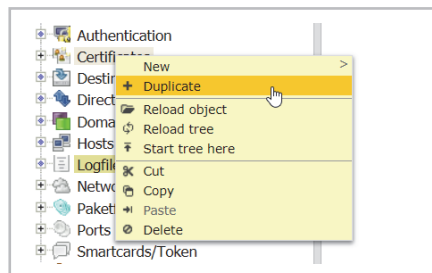 Authentication
Certificates
New >
Destin
+ Duplicate
Direct
Reload object
Doma
Reload tree
Hosts
Start tree here
Logfile
Cut
Netwo
Copy
Paket
Paste
Ports
Delete
Smartcards/Token